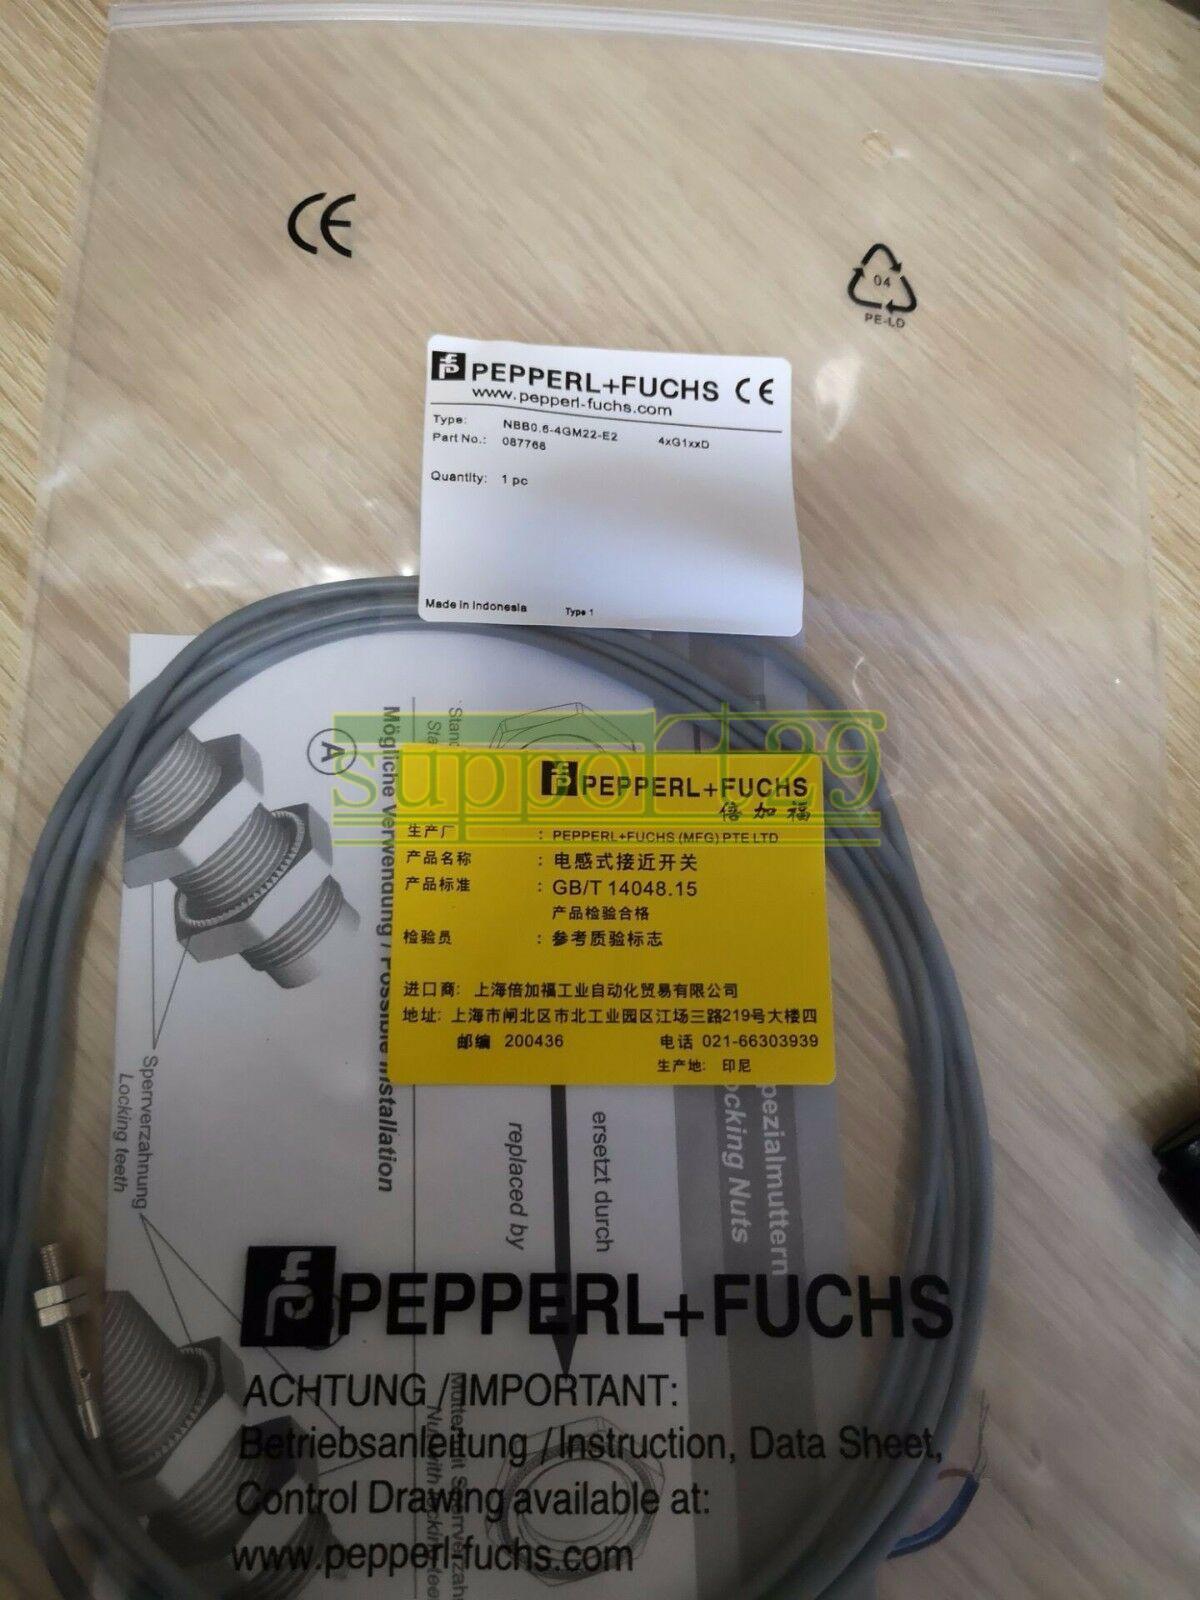 CE
04
PE-LD
PEPPERL+FUCHS CE
www.pepperl-fuchs.com
Type: NBB0.6-4GM22-E2 4xG1xxD
Part No.: 087768
Quantity: 1 pc
Made in Indonesia Type 1
A
Mögliche Verwendung / Possible Installation
support29
PEPPERL+FUCHS
倍加福
生产厂 : PEPPERL+FUCHS (MFG) PTE LTD
产品名称 : 电感式接近开关
产品标准 : GB/T 14048.15
产品检验合格
检验员 : 参考质验标志
进口商: 上海倍加福工业自动化贸易有限公司
地址: 上海市闸北区市北工业园区江场三路219号大楼四
邮编 200436 电话 021-66303939
生产地: 印尼
Sperrverzahnung
Locking teeth
ersetzt durch
replaced by
pezialmuttern
ocking Nuts
PEPPERL+FUCHS
ACHTUNG / IMPORTANT:
Betriebsanleitung / Instruction, Data Sheet,
Control Drawing available at:
www.pepperl-fuchs.com